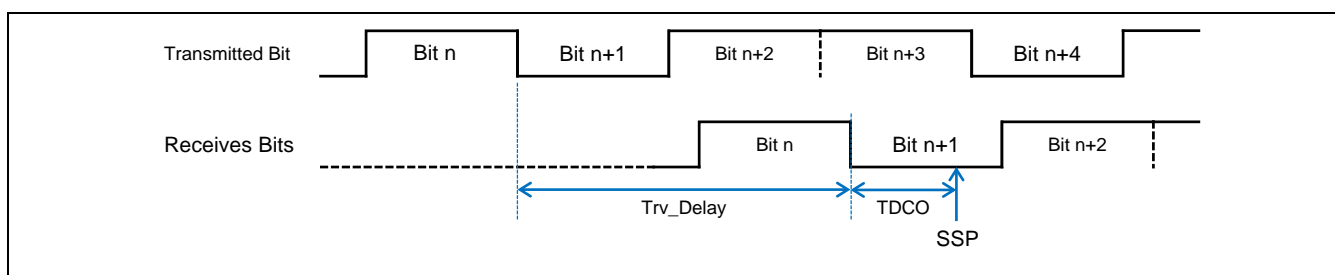 Transmitted Bit Bit n Bit n+1 Bit n+2 Bit n+3 Bit n+4
Receives Bits Bit n Bit n+1 Bit n+2
Trv_Delay TDCO
SSP